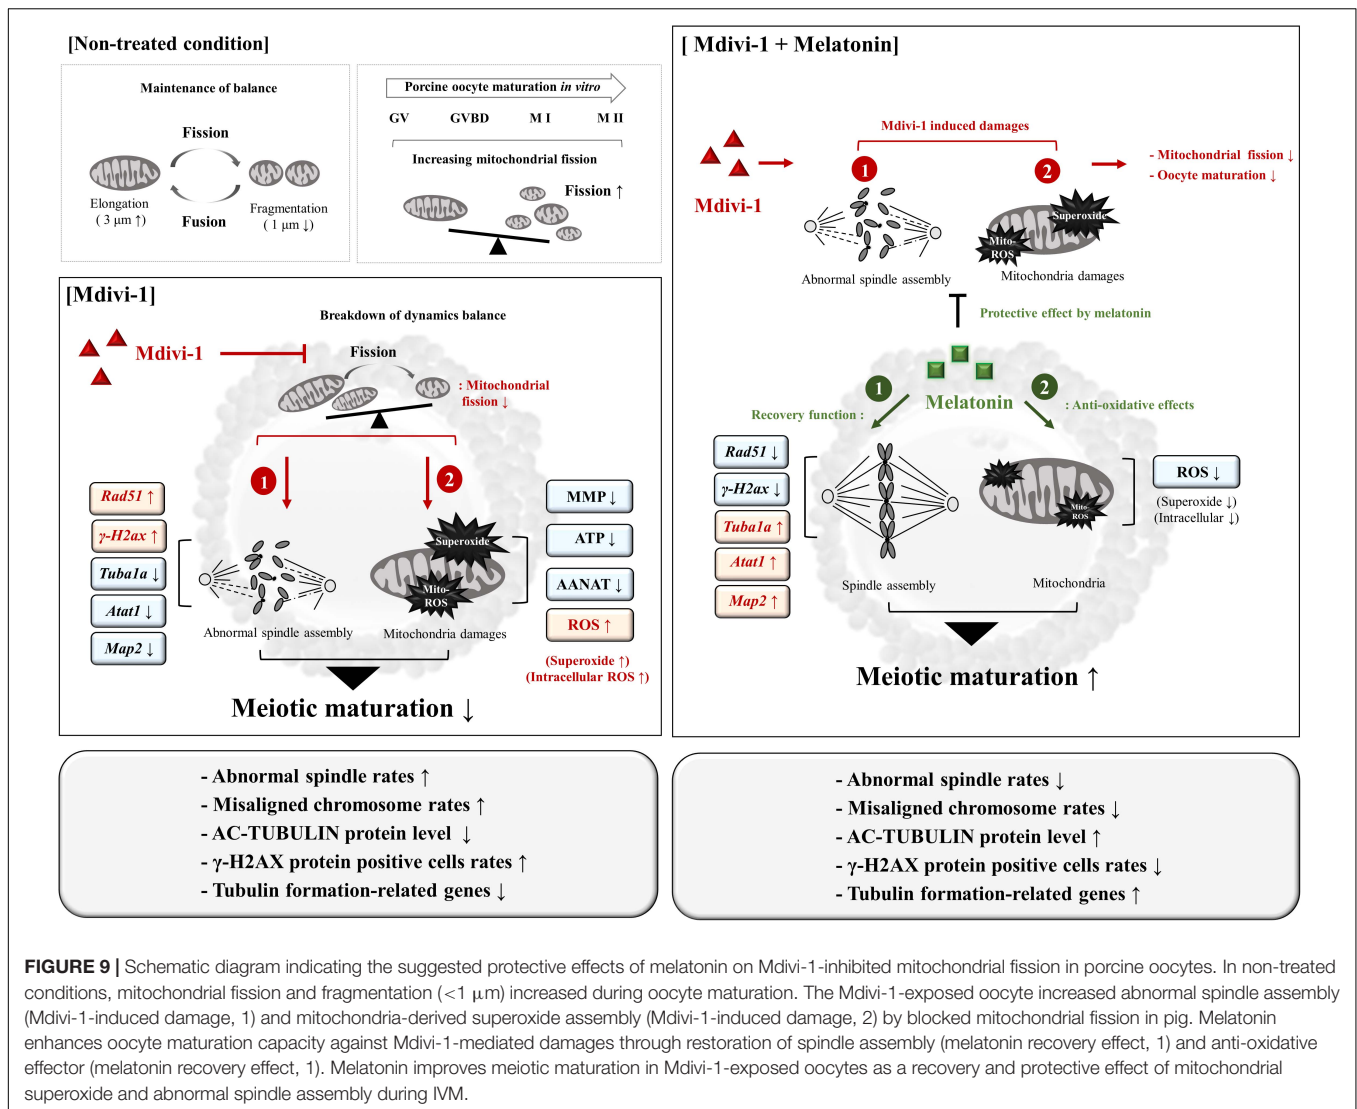 [Non-treated condition]
Maintenance of balance
Fission
Elongation
( 3 μm ↑)
Fusion
Fragmentation
( 1 μm ↓)
Porcine oocyte maturation in vitro
GV GVBD M I M II
Increasing mitochondrial fission
Fission ↑
[Mdivi-1]
Breakdown of dynamics balance
Mdivi-1
Fission
: Mitochondrial
fission ↓
1
2
Rad51 ↑
γ-H2ax ↑
Tuba1a ↓
Atat1 ↓
Map2 ↓
Superoxide
Mito-
ROS
Abnormal spindle assembly
Mitochondria damages
MMP ↓
ATP ↓
AANAT ↓
ROS ↑
(Superoxide ↑)
(Intracellular ROS ↑)
Meiotic maturation ↓
- Abnormal spindle rates ↑
- Misaligned chromosome rates ↑
- AC-TUBULIN protein level ↓
- γ-H2AX protein positive cells rates ↑
- Tubulin formation-related genes ↓
[ Mdivi-1 + Melatonin]
Mdivi-1 induced damages
Mdivi-1
1
2
- Mitochondrial fission ↓
- Oocyte maturation ↓
Superoxide
Mito-
ROS
Abnormal spindle assembly
Mitochondria damages
Protective effect by melatonin
1
2
Melatonin
Recovery function :
: Anti-oxidative effects
Rad51 ↓
γ-H2ax ↓
Tuba1a ↑
Atat1 ↑
Map2 ↑
Mito-
ROS
Spindle assembly
Mitochondria
ROS ↓
(Superoxide ↓)
(Intracellular ↓)
Meiotic maturation ↑
- Abnormal spindle rates ↓
- Misaligned chromosome rates ↓
- AC-TUBULIN protein level ↑
- γ-H2AX protein positive cells rates ↓
- Tubulin formation-related genes ↑
FIGURE 9 | Schematic diagram indicating the suggested protective effects of melatonin on Mdivi-1-inhibited mitochondrial fission in porcine oocytes. In non-treated
conditions, mitochondrial fission and fragmentation (<1 μm) increased during oocyte maturation. The Mdivi-1-exposed oocyte increased abnormal spindle assembly
(Mdivi-1-induced damage, 1) and mitochondria-derived superoxide assembly (Mdivi-1-induced damage, 2) by blocked mitochondrial fission in pig. Melatonin
enhances oocyte maturation capacity against Mdivi-1-mediated damages through restoration of spindle assembly (melatonin recovery effect, 1) and anti-oxidative
effector (melatonin recovery effect, 1). Melatonin improves meiotic maturation in Mdivi-1-exposed oocytes as a recovery and protective effect of mitochondrial
superoxide and abnormal spindle assembly during IVM.